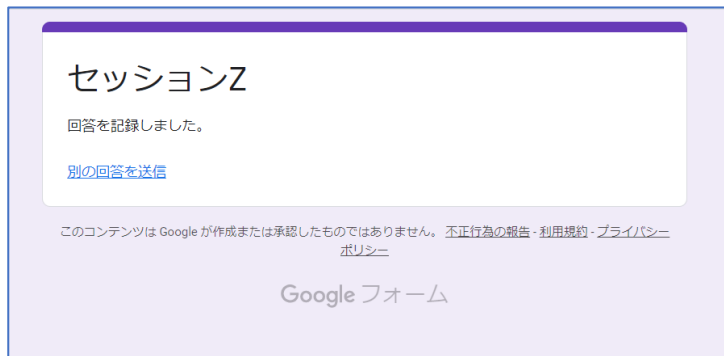 セッションZ
回答を記録しました。
別の回答を送信
このコンテンツは Google が作成または承認したものではありません。 不正行為の報告 - 利用規約 - プライバシー
ポリシー
Google フォーム